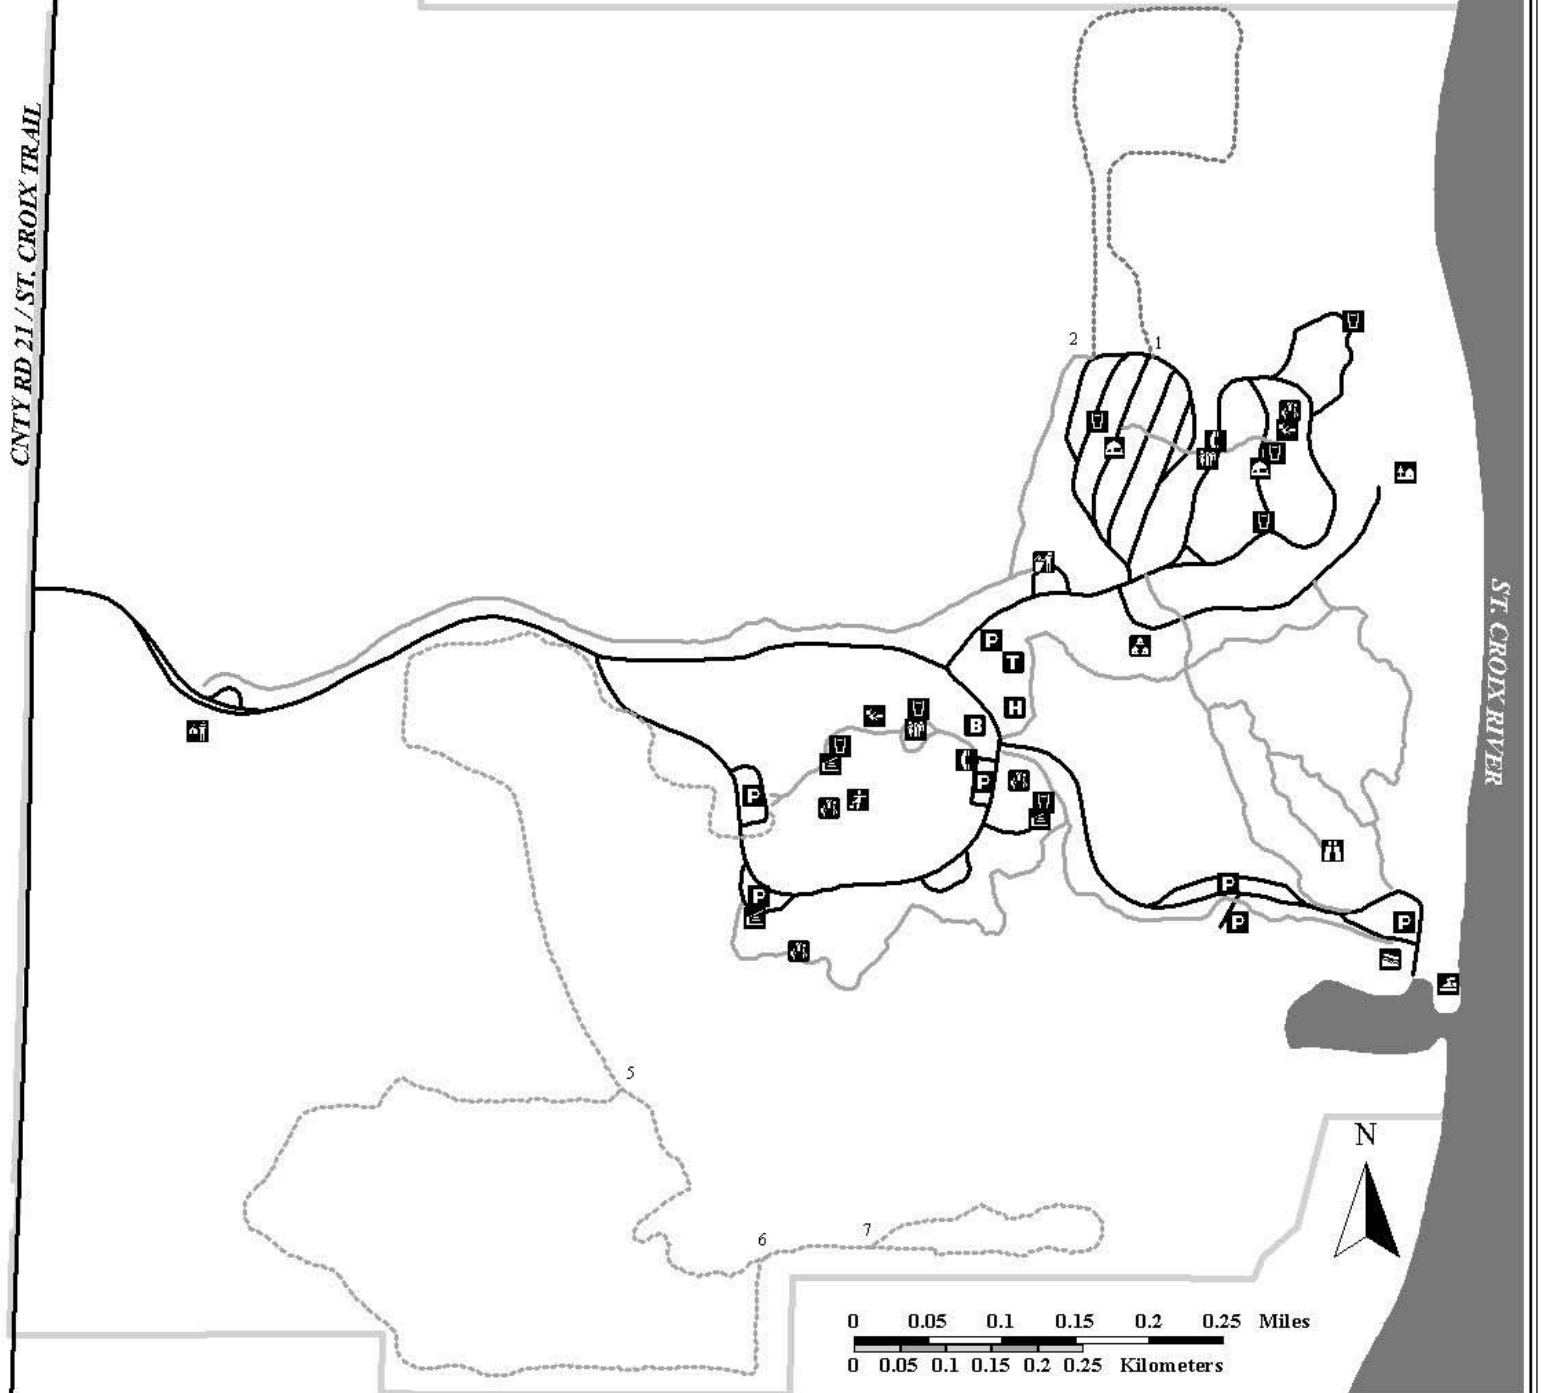 CNTY RD 21 / ST. CROIX TRAIL
2
1
P
T
H
B
P
P
ST. CROIX RIVER
P
P
P
P
5
6
7
N
0 0.05 0.1 0.15 0.2 0.25 Miles
0 0.05 0.1 0.15 0.2 0.25 Kilometers